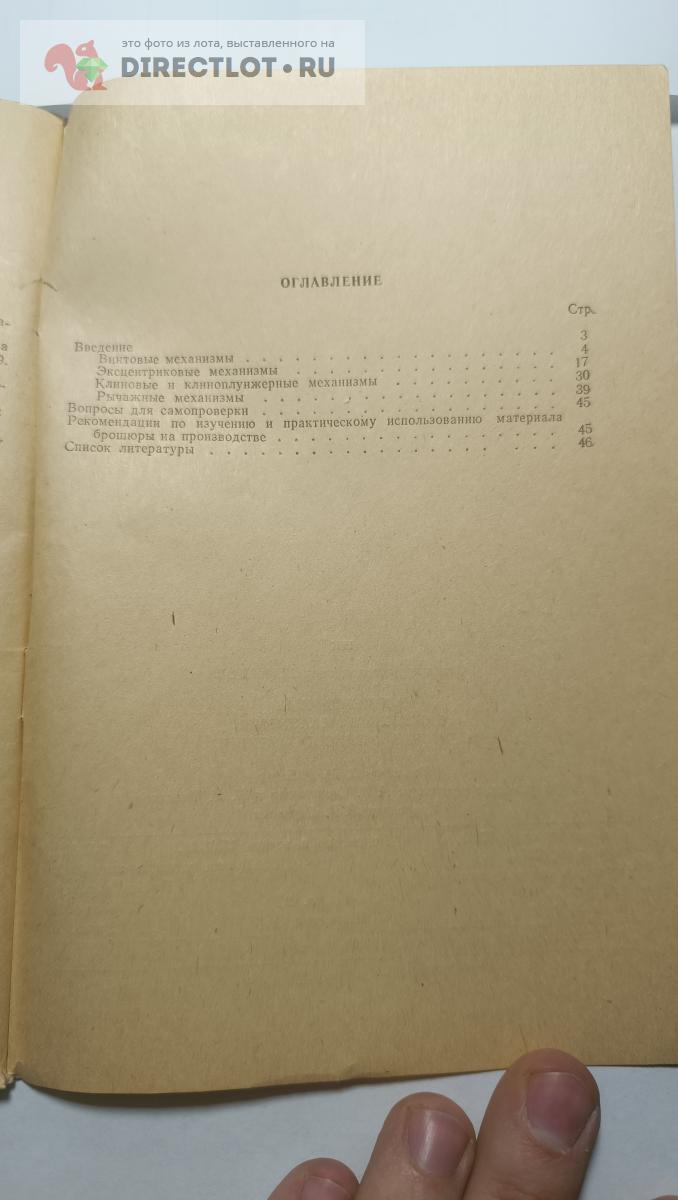 это фото из лота, выставленного на
DIRECTLOT.RU
ОГЛАВЛЕНИЕ
Стр.
Введение 3
Винтовые механизмы . . . . . . . . . . . . . . . . 4
Эксцентриковые механизмы . . . . . . . . . . . . . . 17
Клиновые и клиноплунжерные механизмы . . . . . . . . . 30
Рычажные механизмы . . . . . . . . . . . . . . . . 39
Вопросы для самопроверки . . . . . . . . . . . . . . . 45
Рекомендации по изучению и практическому использованию материала
брошюры на производстве . . . . . . . . . . . . . . 45
Список литературы . . . . . . . . . . . . . . . . . 46